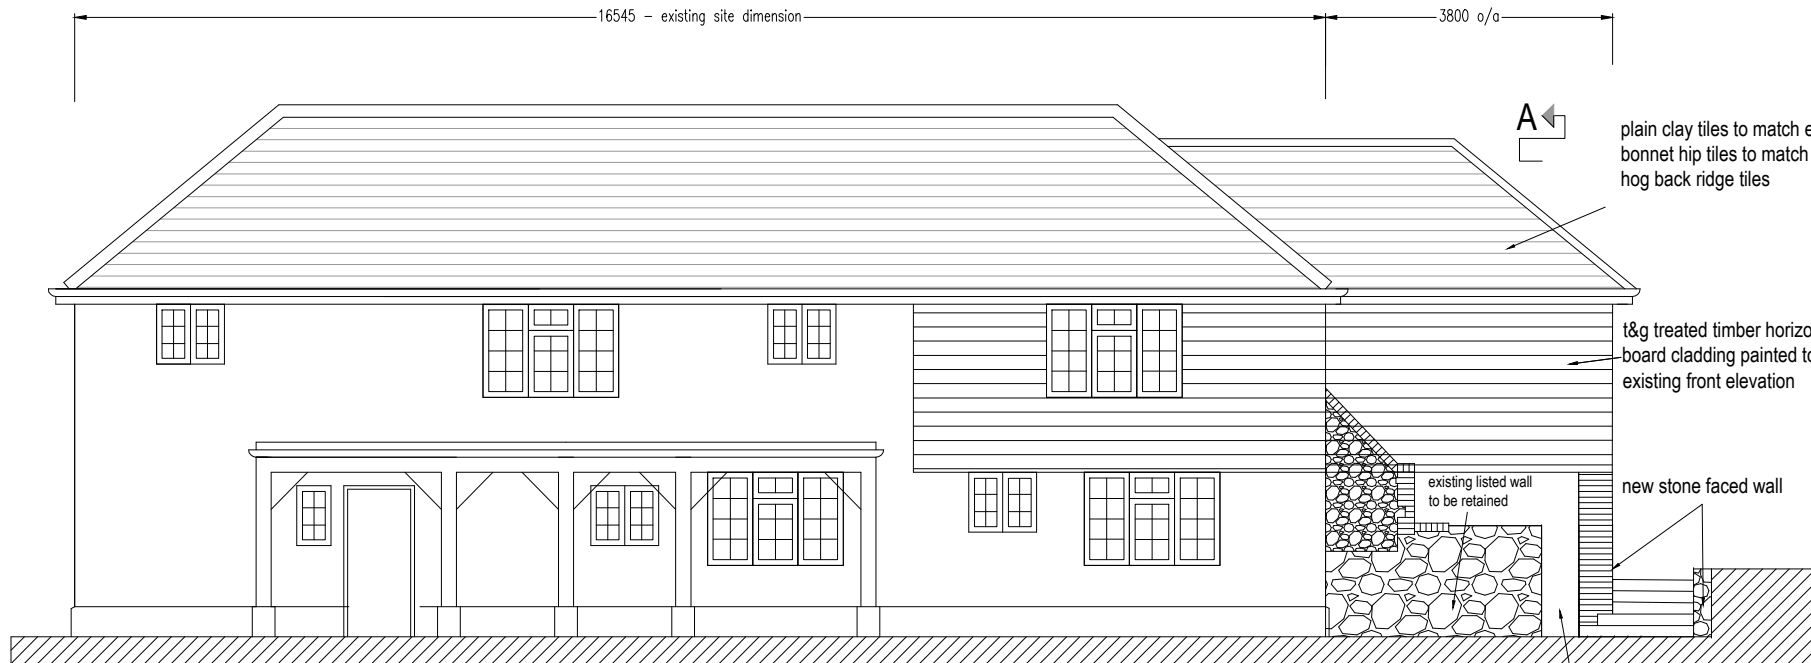 16545 - existing site dimension
3800 o/a
A
plain clay tiles to match e
bonnet hip tiles to match
hog back ridge tiles
t&g treated timber horizo
board cladding painted to
existing front elevation
existing listed wall
to be retained
new stone faced wall